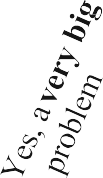 Yes, a very big
problem